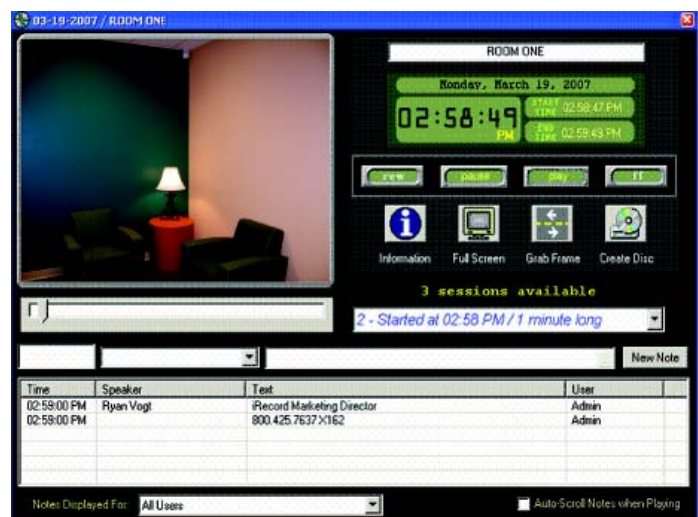 03-19-2007 / ROOM ONE
ROOM ONE
Monday, March 19, 2007
02:58:49 PM
START TIME 02:58:47 PM
END TIME 02:59:49 PM
rew pause play ff
Information Full Screen Grab Frame Create Disc
3 sessions available
2 - Started at 02:58 PM / 1 minute long
New Note
Time Speaker Text User
02:59:00 PM Ryan Vogt iRecord Marketing Director Admin
02:59:00 PM 800.425.7637 X162 Admin
Notes Displayed For: All Users
Auto-Scroll Notes when Playing